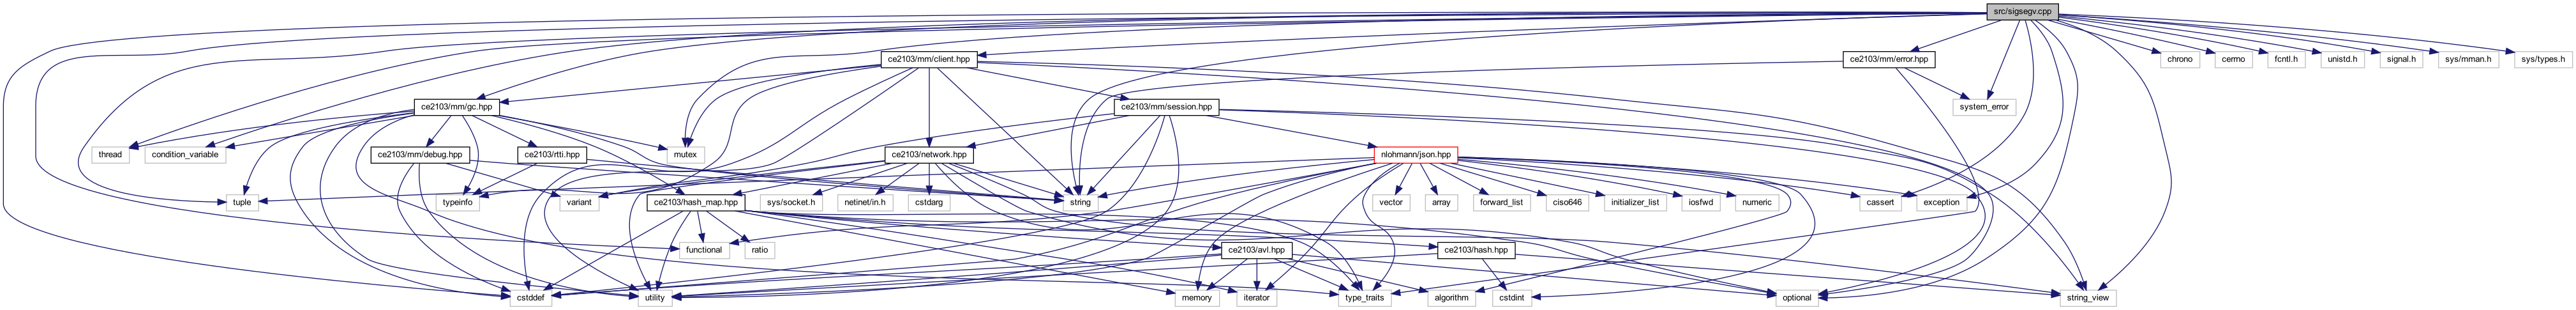 src/sigsegv.cpp
ce2103/mm/client.hpp
ce2103/mm/error.hpp
chrono
cerrno
fcntl.h
unistd.h
signal.h
sys/mman.h
sys/types.h
ce2103/mm/gc.hpp
ce2103/mm/session.hpp
system_error
thread
condition_variable
ce2103/mm/debug.hpp
ce2103/rtti.hpp
mutex
ce2103/network.hpp
nlohmann/json.hpp
tuple
typeinfo
variant
ce2103/hash_map.hpp
sys/socket.h
netinet/in.h
cstdarg
string
vector
array
forward_list
ciso646
initializer_list
iosfwd
numeric
cassert
exception
functional
ratio
ce2103/avl.hpp
ce2103/hash.hpp
cstddef
utility
memory
iterator
type_traits
algorithm
cstdint
optional
string_view